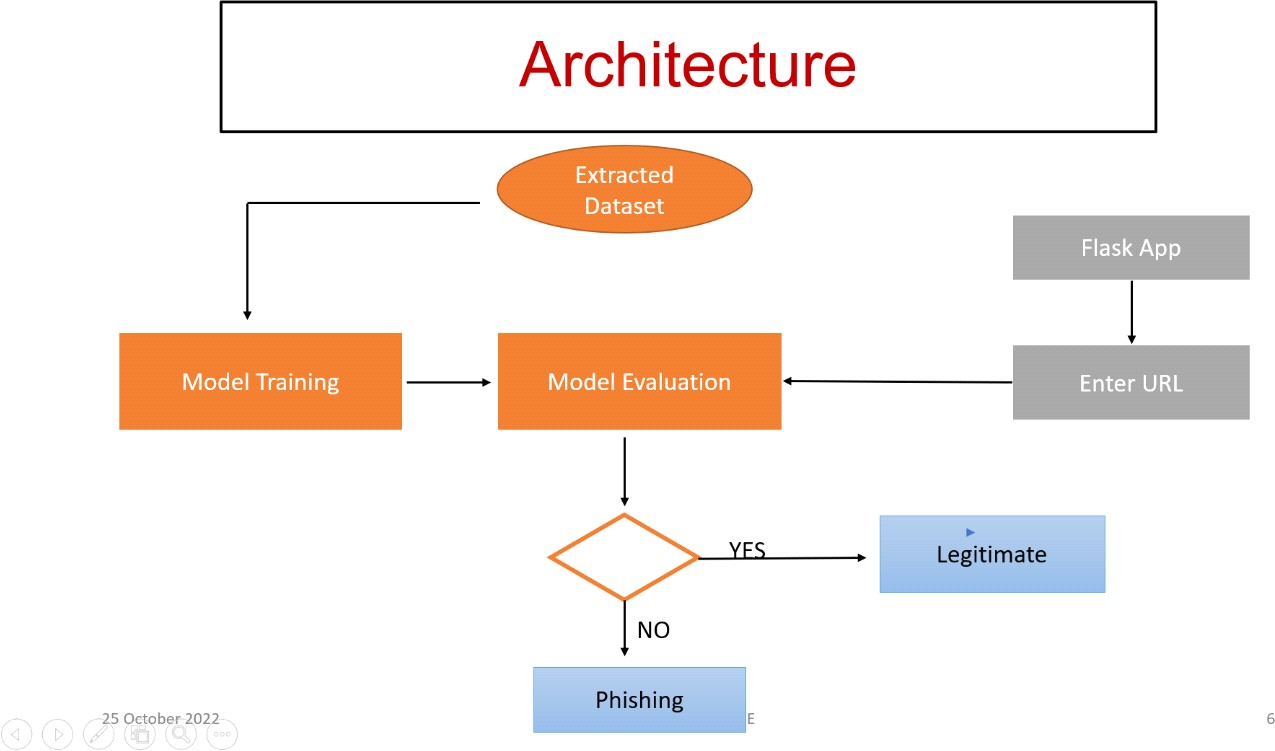 Architecture
Extracted
Dataset
Flask App
Model Training
Model Evaluation
Enter URL
YES
Legitimate
NO
Phishing
25 October 2022
E
6